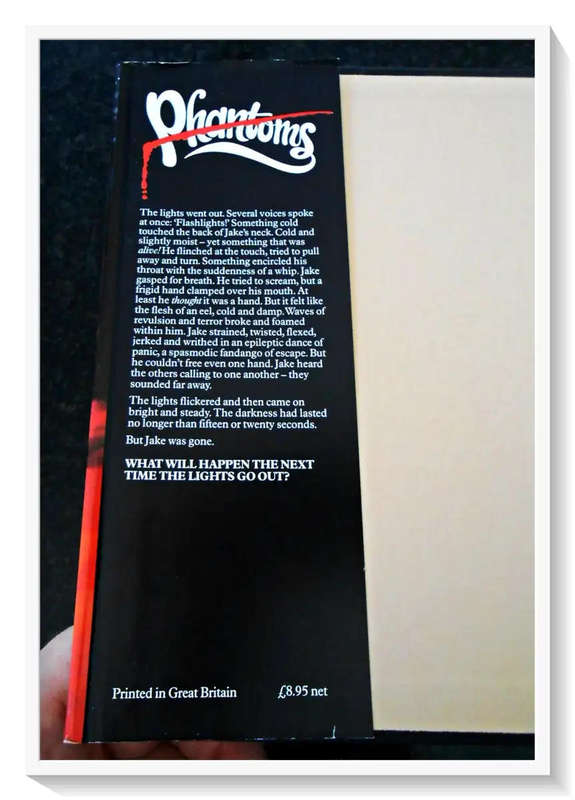 Phantoms
The lights went out. Several voices spoke
at once: ‘Flashlights!’ Something cold
touched the back of Jake’s neck. Cold and
slightly moist – yet something that was
alive! He flinched at the touch, tried to pull
away and turn. Something encircled his
throat with the suddenness of a whip. Jake
gasped for breath. He tried to scream, but a
frigid hand clamped over his mouth. At
least he thought it was a hand. But it felt like
the flesh of an eel, cold and damp. Waves of
revulsion and terror broke and foamed
within him. Jake strained, twisted, flexed,
jerked and writhed in an epileptic dance of
panic, a spasmodic fandango of escape. But
he couldn’t free even one hand. Jake heard
the others calling to one another – they
sounded far away.
The lights flickered and then came on
bright and steady. The darkness had lasted
no longer than fifteen or twenty seconds.
But Jake was gone.
WHAT WILL HAPPEN THE NEXT
TIME THE LIGHTS GO OUT?
Printed in Great Britain £8.95 net